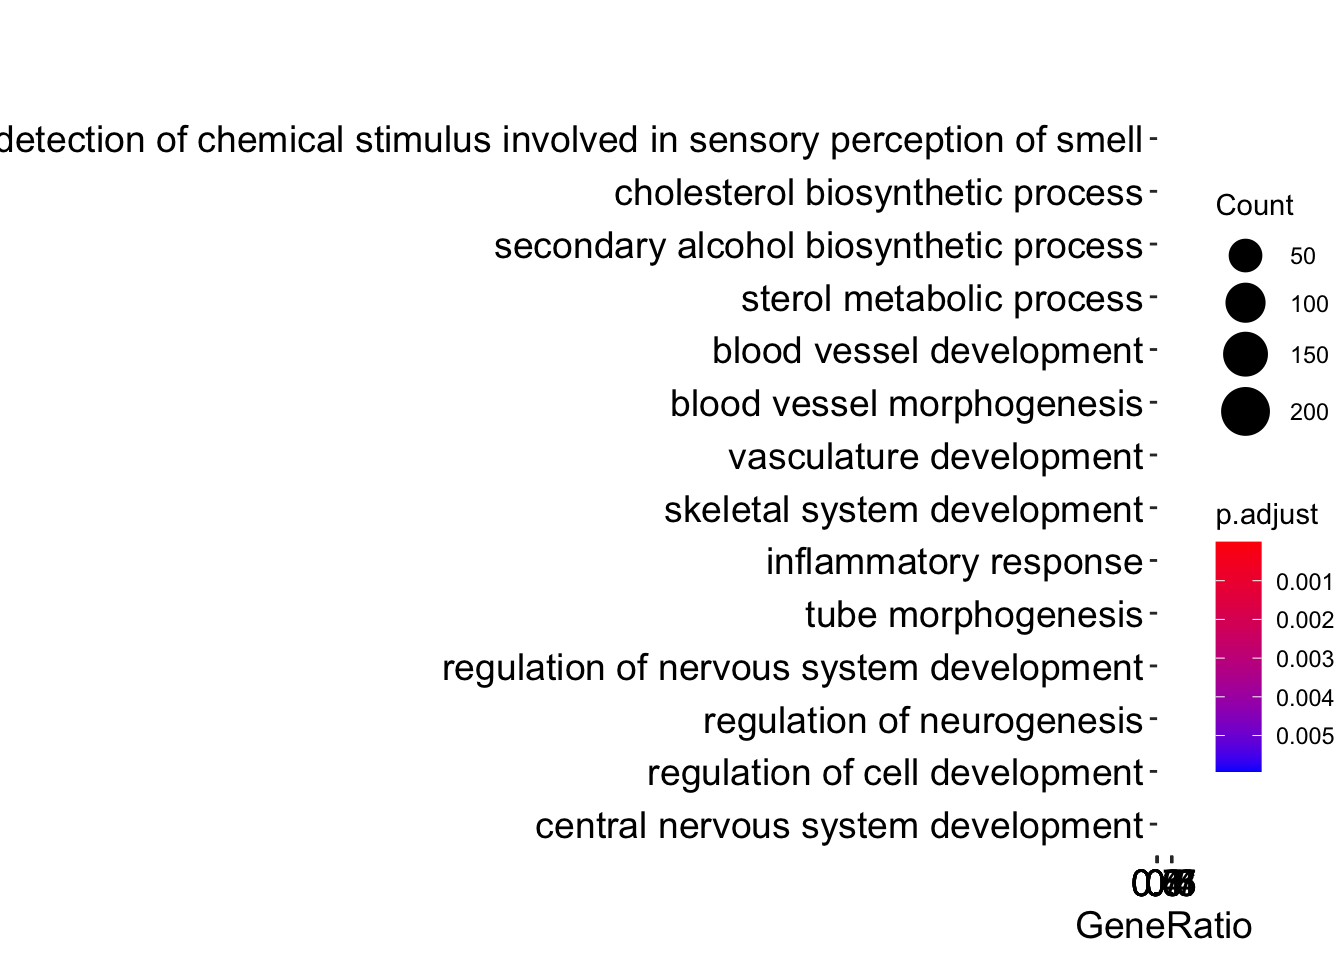 detection of chemical stimulus involved in sensory perception of smell
cholesterol biosynthetic process
secondary alcohol biosynthetic process
sterol metabolic process
blood vessel development
blood vessel morphogenesis
vasculature development
skeletal system development
inflammatory response
tube morphogenesis
regulation of nervous system development
regulation of neurogenesis
regulation of cell development
central nervous system development
GeneRatio
Count
50
100
150
200
p.adjust
0.001
0.002
0.003
0.004
0.005